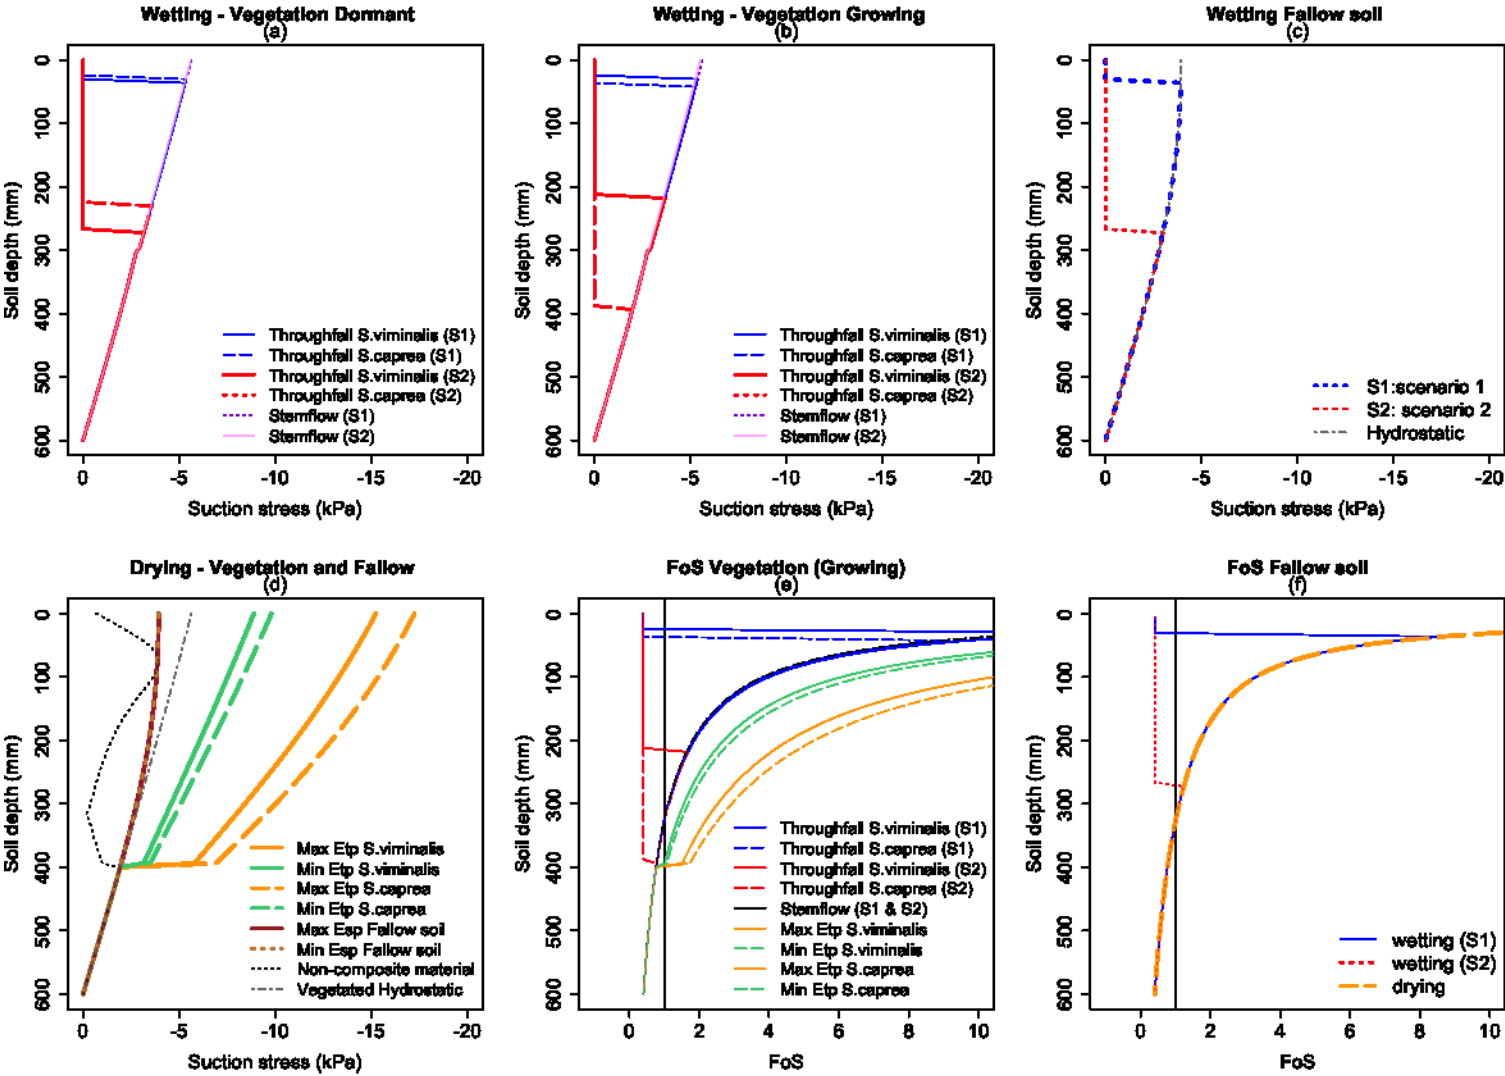 Wetting - Vegetation Dormant
(a)
0
100
200
300
400
500
600
Soil depth (mm)
Throughfall S.viminalis (S1)
Throughfall S.caprea (S1)
Throughfall S.viminalis (S2)
Throughfall S.caprea (S2)
Stemflow (S1)
Stemflow (S2)
0 -5 -10 -15 -20
Suction stress (kPa)
Wetting - Vegetation Growing
(b)
0
100
200
300
400
500
600
Soil depth (mm)
Throughfall S.viminalis (S1)
Throughfall S.caprea (S1)
Throughfall S.viminalis (S2)
Throughfall S.caprea (S2)
Stemflow (S1)
Stemflow (S2)
0 -5 -10 -15 -20
Suction stress (kPa)
Wetting Fallow soil
(c)
0
100
200
300
400
500
600
Soil depth (mm)
S1:scenario 1
S2: scenario 2
Hydrostatic
0 -5 -10 -15 -20
Suction stress (kPa)
Drying - Vegetation and Fallow
(d)
0
100
200
300
400
500
600
Soil depth (mm)
Max Etp S.viminalis
Min Etp S.viminalis
Max Etp S.caprea
Min Etp S.caprea
Max Esp Fallow soil
Min Esp Fallow soil
Non-composite material
Vegetated Hydrostatic
0 -5 -10 -15 -20
Suction stress (kPa)
FoS Vegetation (Growing)
(e)
0
100
200
300
400
500
600
Soil depth (mm)
Throughfall S.viminalis (S1)
Throughfall S.caprea (S1)
Throughfall S.viminalis (S2)
Throughfall S.caprea (S2)
Stemflow (S1 & S2)
Max Etp S.viminalis
Min Etp S.viminalis
Max Etp S.caprea
Min Etp S.caprea
0 2 4 6 8 10
FoS
FoS Fallow soil
(f)
0
100
200
300
400
500
600
Soil depth (mm)
wetting (S1)
wetting (S2)
drying
0 2 4 6 8 10
FoS